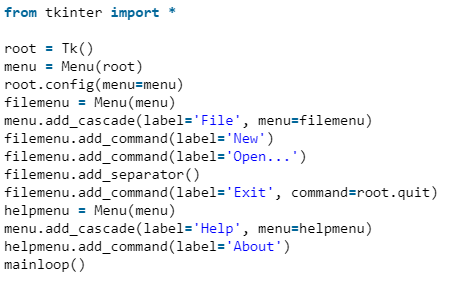 from tkinter import *
root = Tk()
menu = Menu(root)
root.config(menu=menu)
filemenu = Menu(menu)
menu.add_cascade(label='File', menu=filemenu)
filemenu.add_command(label='New')
filemenu.add_command(label='Open...')
filemenu.add_separator()
filemenu.add_command(label='Exit', command=root.quit)
helpmenu = Menu(menu)
menu.add_cascade(label='Help', menu=helpmenu)
helpmenu.add_command(label='About')
mainloop()